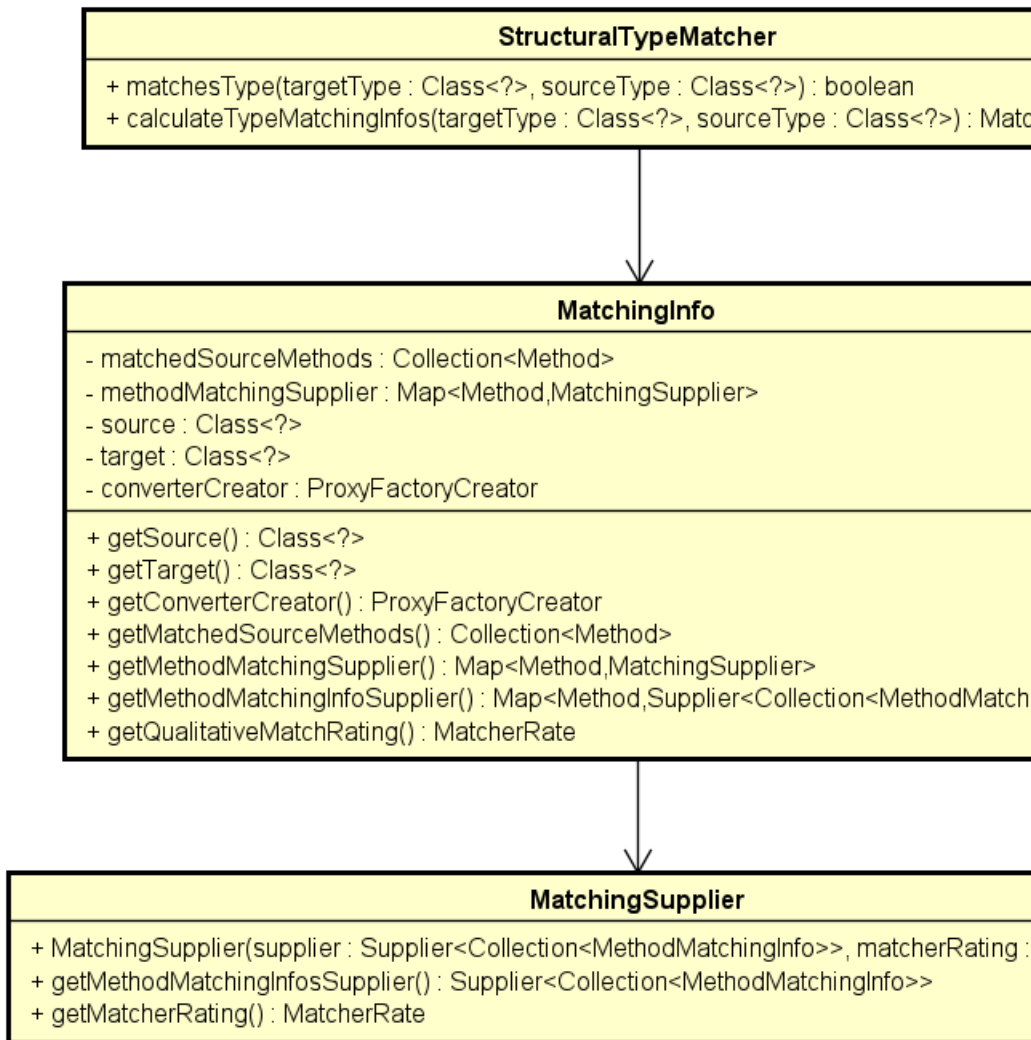 StructuralTypeMatcher
+ matchesType(targetType : Class<?>, sourceType : Class<?>) : boolean
+ calculateTypeMatchingInfos(targetType : Class<?>, sourceType : Class<?>) : Matc
MatchingInfo
- matchedSourceMethods : Collection<Method>
- methodMatchingSupplier : Map<Method,MatchingSupplier>
- source : Class<?>
- target : Class<?>
- converterCreator : ProxyFactoryCreator
+ getSource() : Class<?>
+ getTarget() : Class<?>
+ getConverterCreator() : ProxyFactoryCreator
+ getMatchedSourceMethods() : Collection<Method>
+ getMethodMatchingSupplier() : Map<Method,MatchingSupplier>
+ getMethodMatchingInfoSupplier() : Map<Method,Supplier<Collection<MethodMatch
+ getQualitativeMatchRating() : MatcherRate
MatchingSupplier
+ MatchingSupplier(supplier : Supplier<Collection<MethodMatchingInfo>>, matcherRating :
+ getMethodMatchingInfosSupplier() : Supplier<Collection<MethodMatchingInfo>>
+ getMatcherRating() : MatcherRate